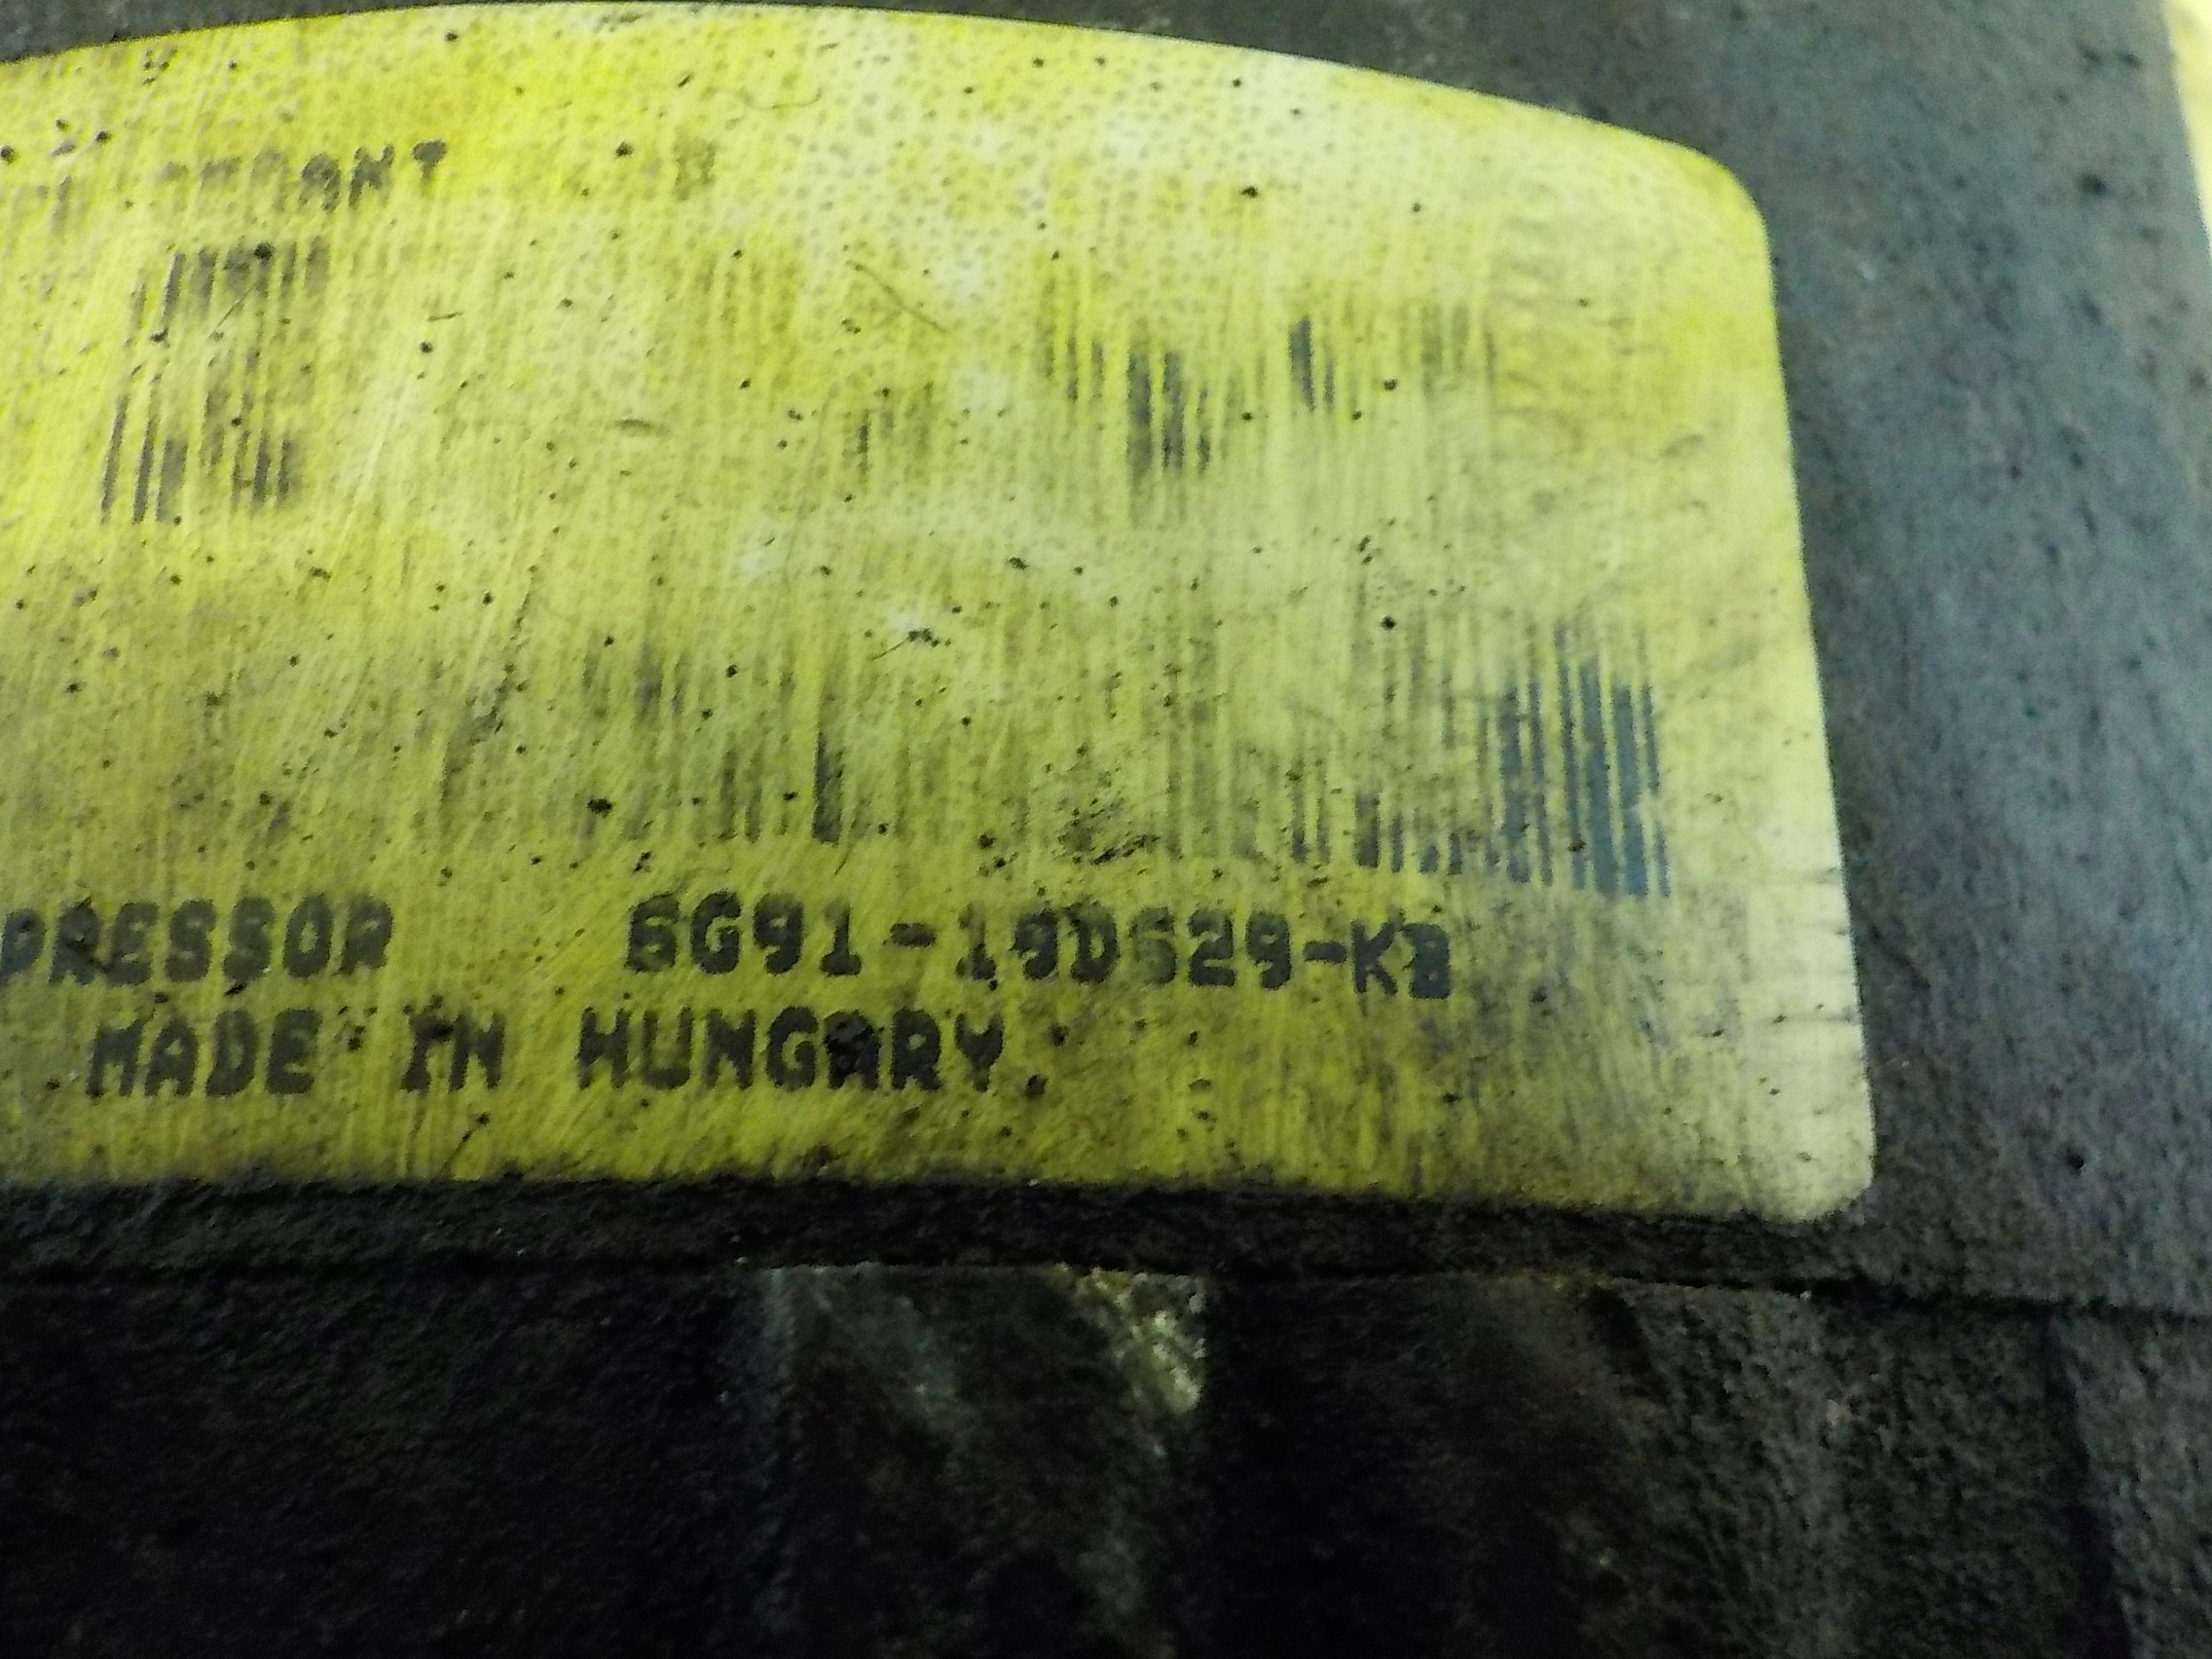 PRESSOR 6G91-19D629-KB
MADE IN HUNGARY